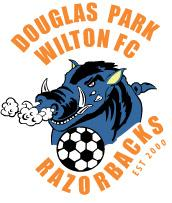 DOUGLAS PARK
WILTON FC
RAZORBACKS
EST 2000